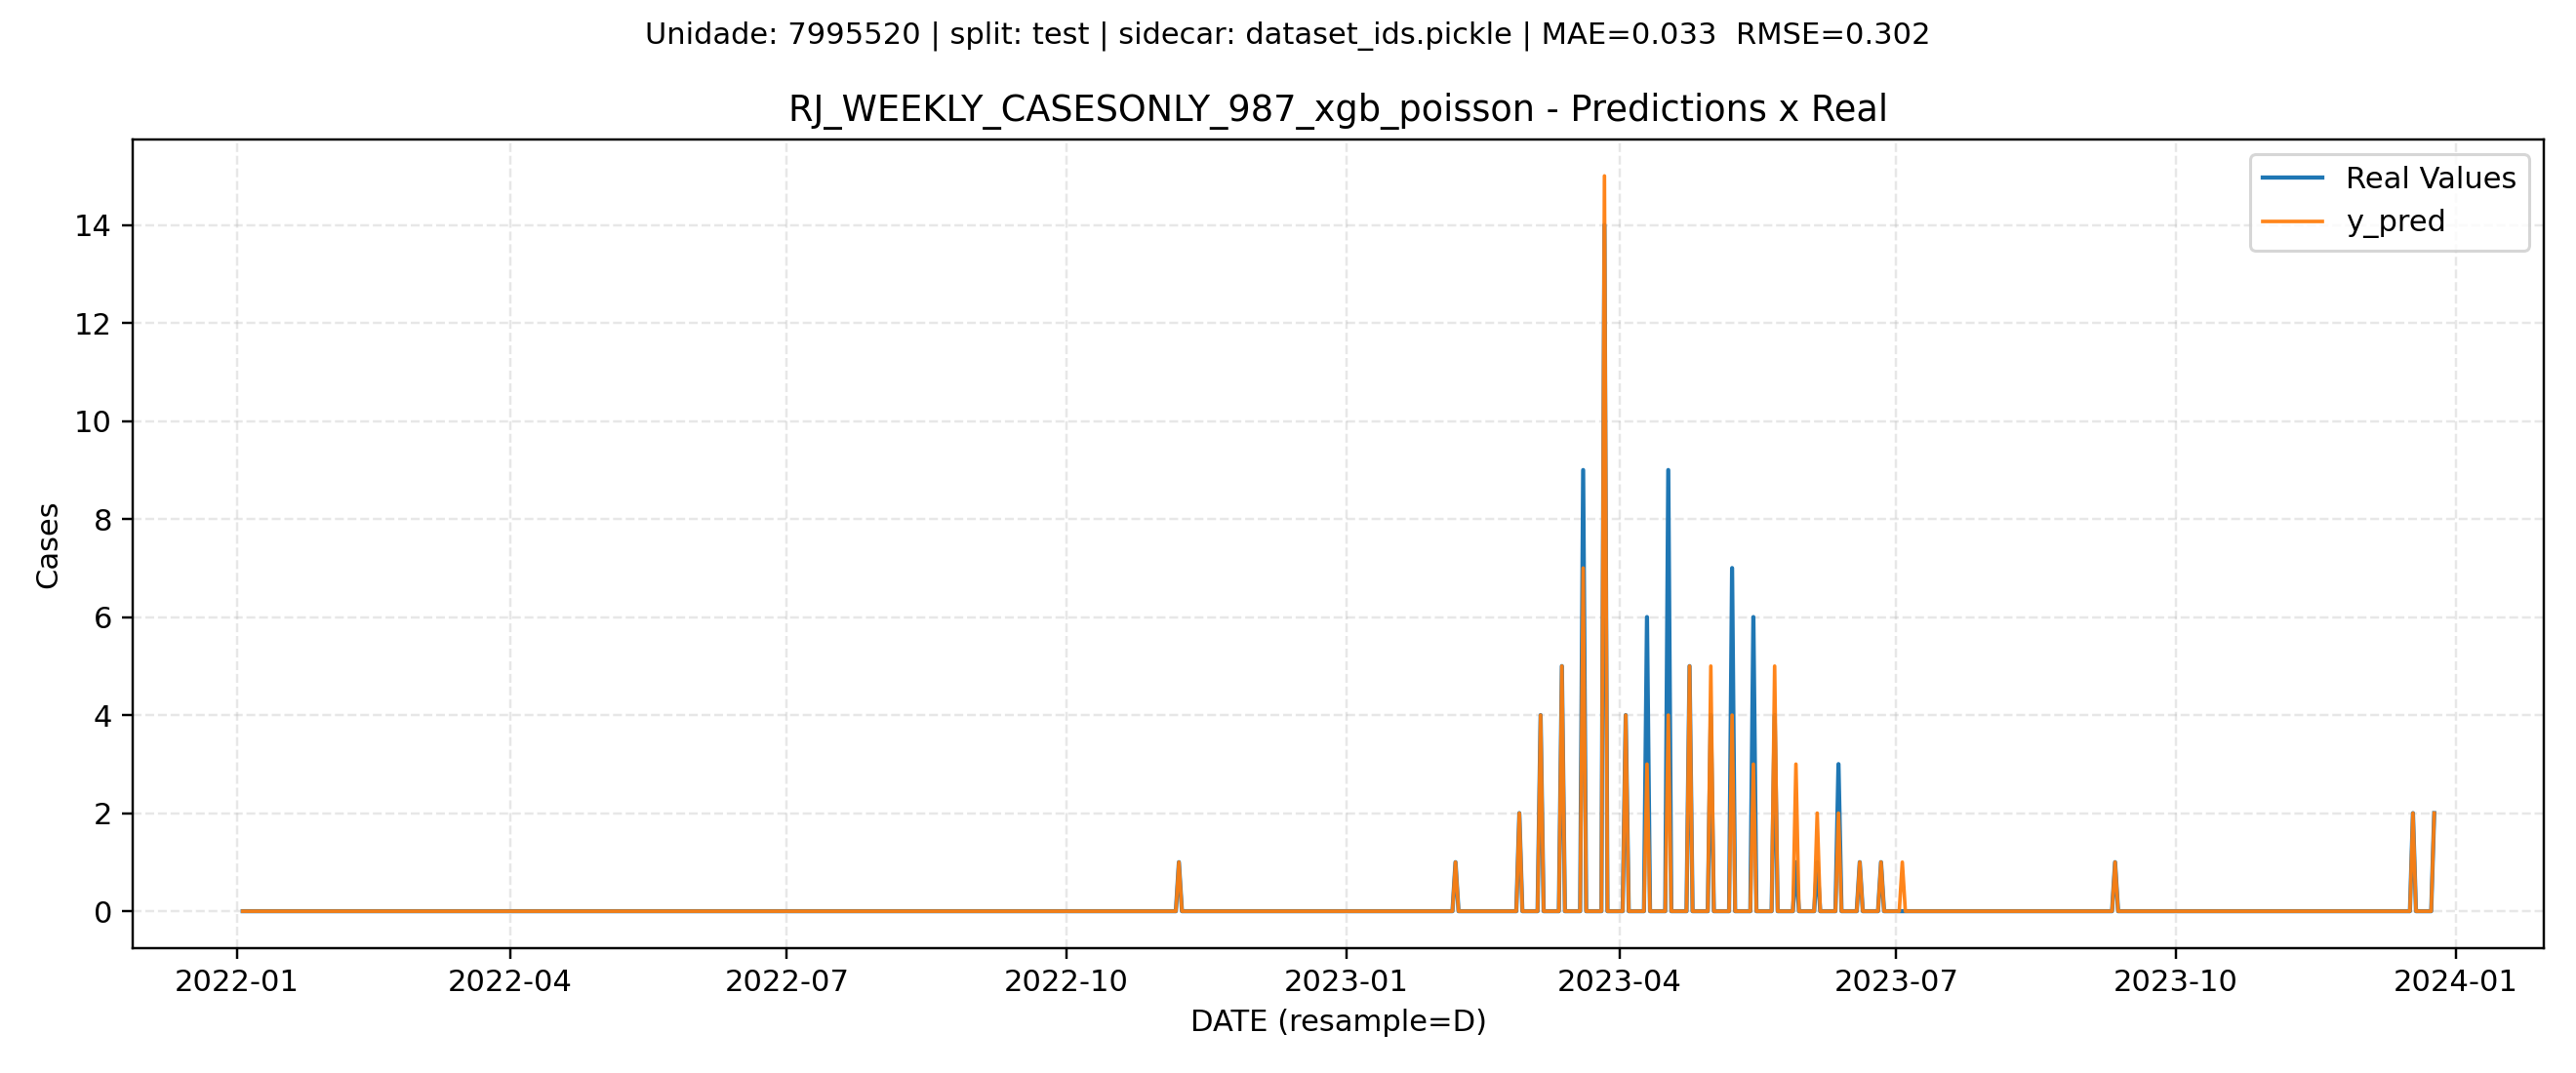 Unidade: 7995520 | split: test | sidecar: dataset_ids.pickle | MAE=0.033  RMSE=0.302
RJ_WEEKLY_CASESONLY_987_xgb_poisson - Predictions x Real
Real Values
y_pred
Cases
14
12
10
8
6
4
2
0
2022-01
2022-04
2022-07
2022-10
2023-01
2023-04
2023-07
2023-10
2024-01
DATE (resample=D)